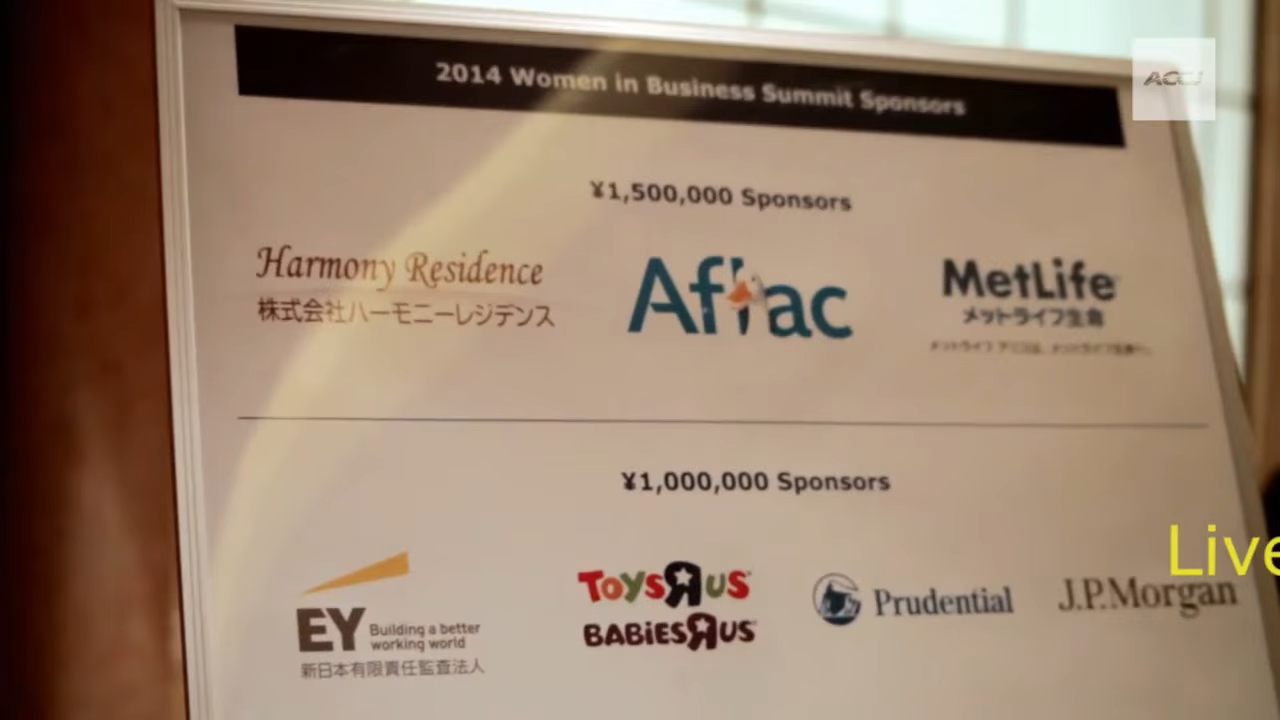 ACCJ
2014 Women in Business Summit Sponsors
¥1,500,000 Sponsors
Harmony Residence
株式会社ハーモニーレジデンス
Aflac
MetLife
メットライフ生命
¥1,000,000 Sponsors
Live
EY
Building a better
working world
新日本有限責任監査法人
TOYSRUS
BABIESRUS
Prudential
J.P.Morgan